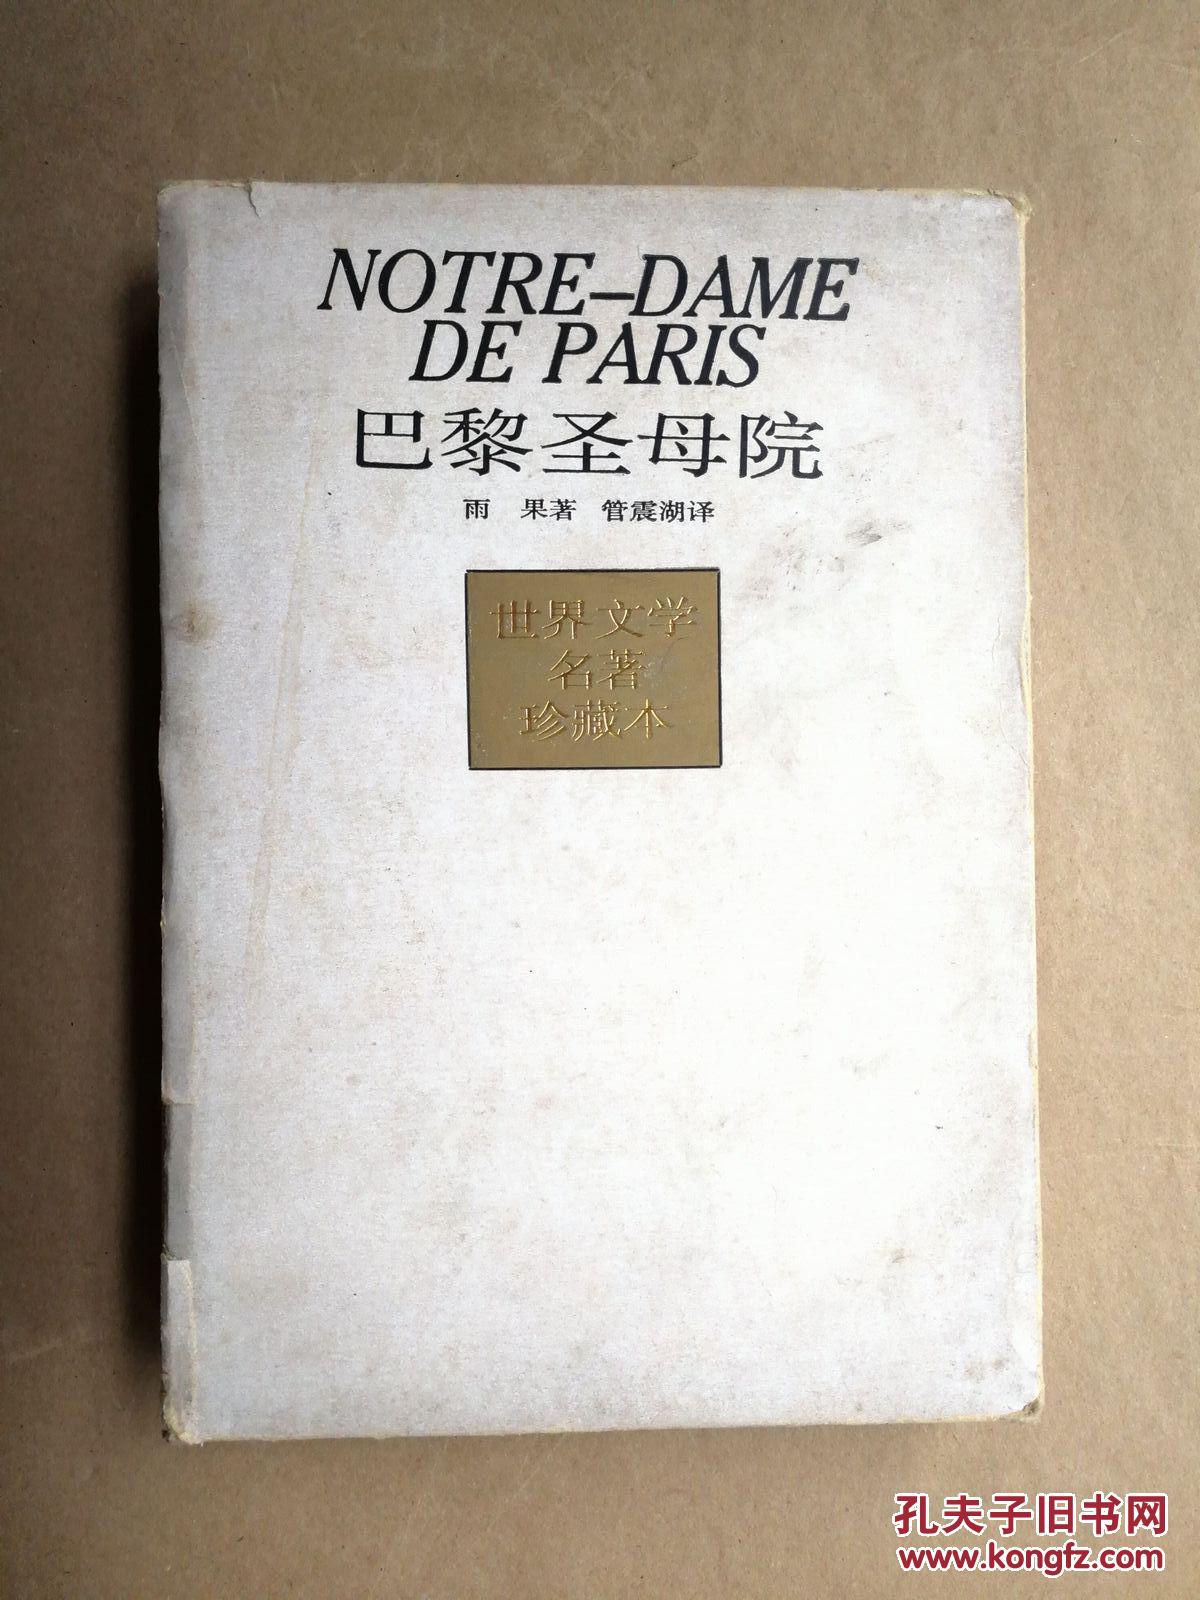 NOTRE-DAME
DE PARIS
巴黎圣母院
雨 果著 管震湖译
世界文学
名著
珍藏本
孔夫子旧书网
www.kongfz.com